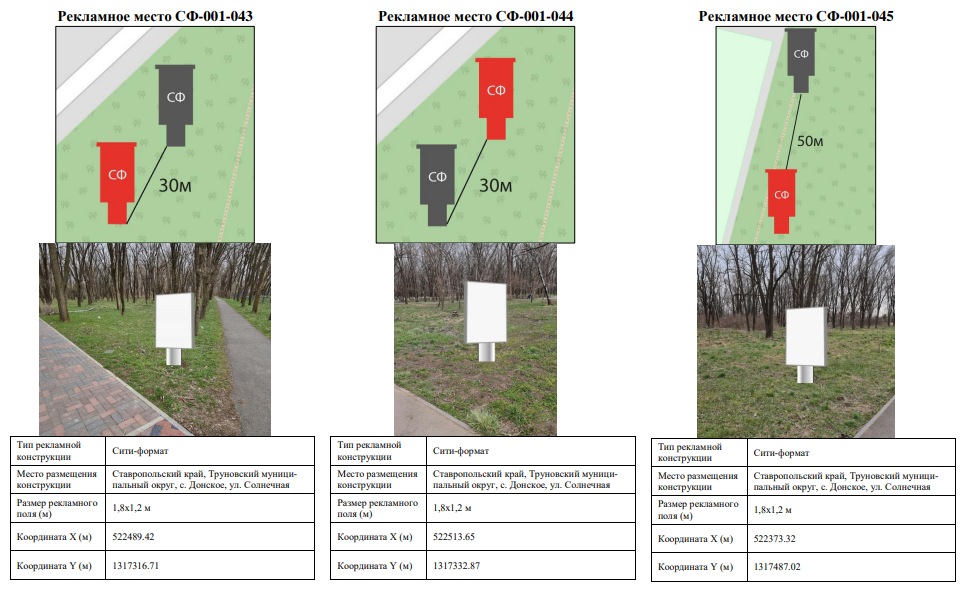 Рекламное место СФ-001-043
СФ
СФ
30м
Тип рекламной
конструкции
Сити-формат
Место размещения
конструкции
Ставропольский край, Труновский муници-
пальный округ, с. Донское, ул. Солнечная
Размер рекламного
поля (м)
1,8х1,2 м
Координата X (м)
522489.42
Координата Y (м)
1317316.71
Рекламное место СФ-001-044
СФ
СФ
30м
Тип рекламной
конструкции
Сити-формат
Место размещения
конструкции
Ставропольский край, Труновский муници-
пальный округ, с. Донское, ул. Солнечная
Размер рекламного
поля (м)
1,8х1,2 м
Координата X (м)
522513.65
Координата Y (м)
1317332.87
Рекламное место СФ-001-045
СФ
50м
СФ
Тип рекламной
конструкции
Сити-формат
Место размещения
конструкции
Ставропольский край, Труновский муници-
пальный округ, с. Донское, ул. Солнечная
Размер рекламного
поля (м)
1,8х1,2 м
Координата X (м)
522373.32
Координата Y (м)
1317487.02